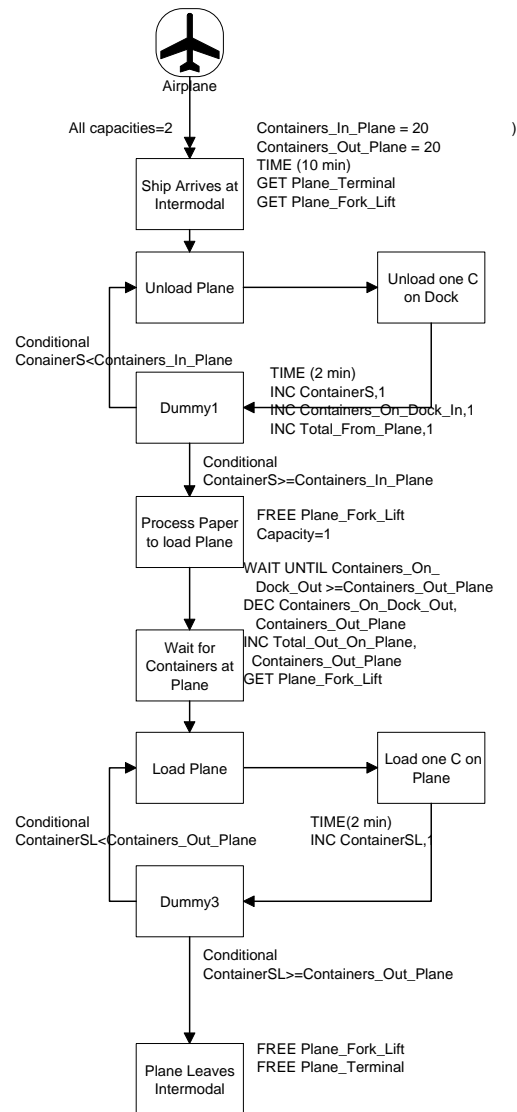 Airplane
All capacities=2
Containers_In_Plane = 20 )
Containers_Out_Plane = 20
TIME (10 min)
GET Plane_Terminal
GET Plane_Fork_Lift
Ship Arrives at
Intermodal
Unload Plane
Unload one C
on Dock
Conditional
ConainerS<Containers_In_Plane
TIME (2 min)
INC ContainerS,1
INC Containers_On_Dock_In,1
INC Total_From_Plane,1
Dummy1
Conditional
ContainerS>=Containers_In_Plane
Process Paper
to load Plane
FREE Plane_Fork_Lift
Capacity=1
WAIT UNTIL Containers_On_
Dock_Out >=Containers_Out_Plane
DEC Containers_On_Dock_Out,
Containers_Out_Plane
INC Total_Out_On_Plane,
Containers_Out_Plane
GET Plane_Fork_Lift
Wait for
Containers at
Plane
Load Plane
Load one C on
Plane
Conditional
ContainerSL<Containers_Out_Plane
TIME(2 min)
INC ContainerSL,1
Dummy3
Conditional
ContainerSL>=Containers_Out_Plane
Plane Leaves
Intermodal
FREE Plane_Fork_Lift
FREE Plane_Terminal